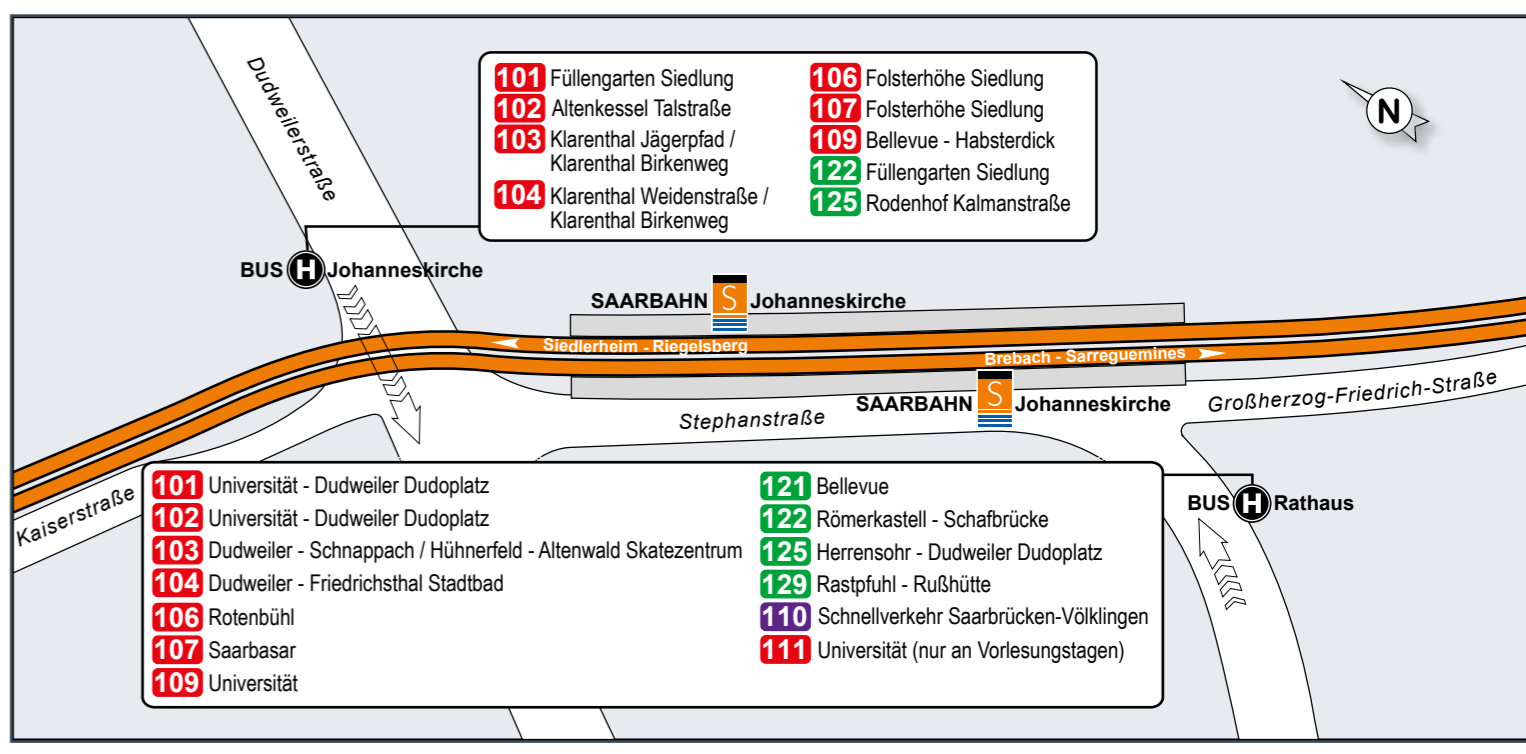 Dudweilerstraße
101 Füllengarten Siedlung
102 Altenkessel Talstraße
103 Klarenthal Jägerpfad /
Klarenthal Birkenweg
104 Klarenthal Weidenstraße /
Klarenthal Birkenweg
106 Folsterhöhe Siedlung
107 Folsterhöhe Siedlung
109 Bellevue - Habsterdick
122 Füllengarten Siedlung
125 Rodenhof Kalmanstraße
N
BUS H Johanneskirche
SAARBAHN S Johanneskirche
Siedlerheim - Riegelsberg
Brebach - Sarreguemines
SAARBAHN S Johanneskirche
Stephanstraße
Großherzog-Friedrich-Straße
Kaiserstraße
101 Universität - Dudweiler Dudoplatz
102 Universität - Dudweiler Dudoplatz
103 Dudweiler - Schnappach / Hühnerfeld - Altenwald Skatezentrum
104 Dudweiler - Friedrichsthal Stadtbad
106 Rotenbühl
107 Saarbasar
109 Universität
121 Bellevue
122 Römerkastell - Schafbrücke
125 Herrensohr - Dudweiler Dudoplatz
129 Rastpfuhl - Rußhütte
110 Schnellverkehr Saarbrücken-Völklingen
111 Universität (nur an Vorlesungstagen)
BUS H Rathaus